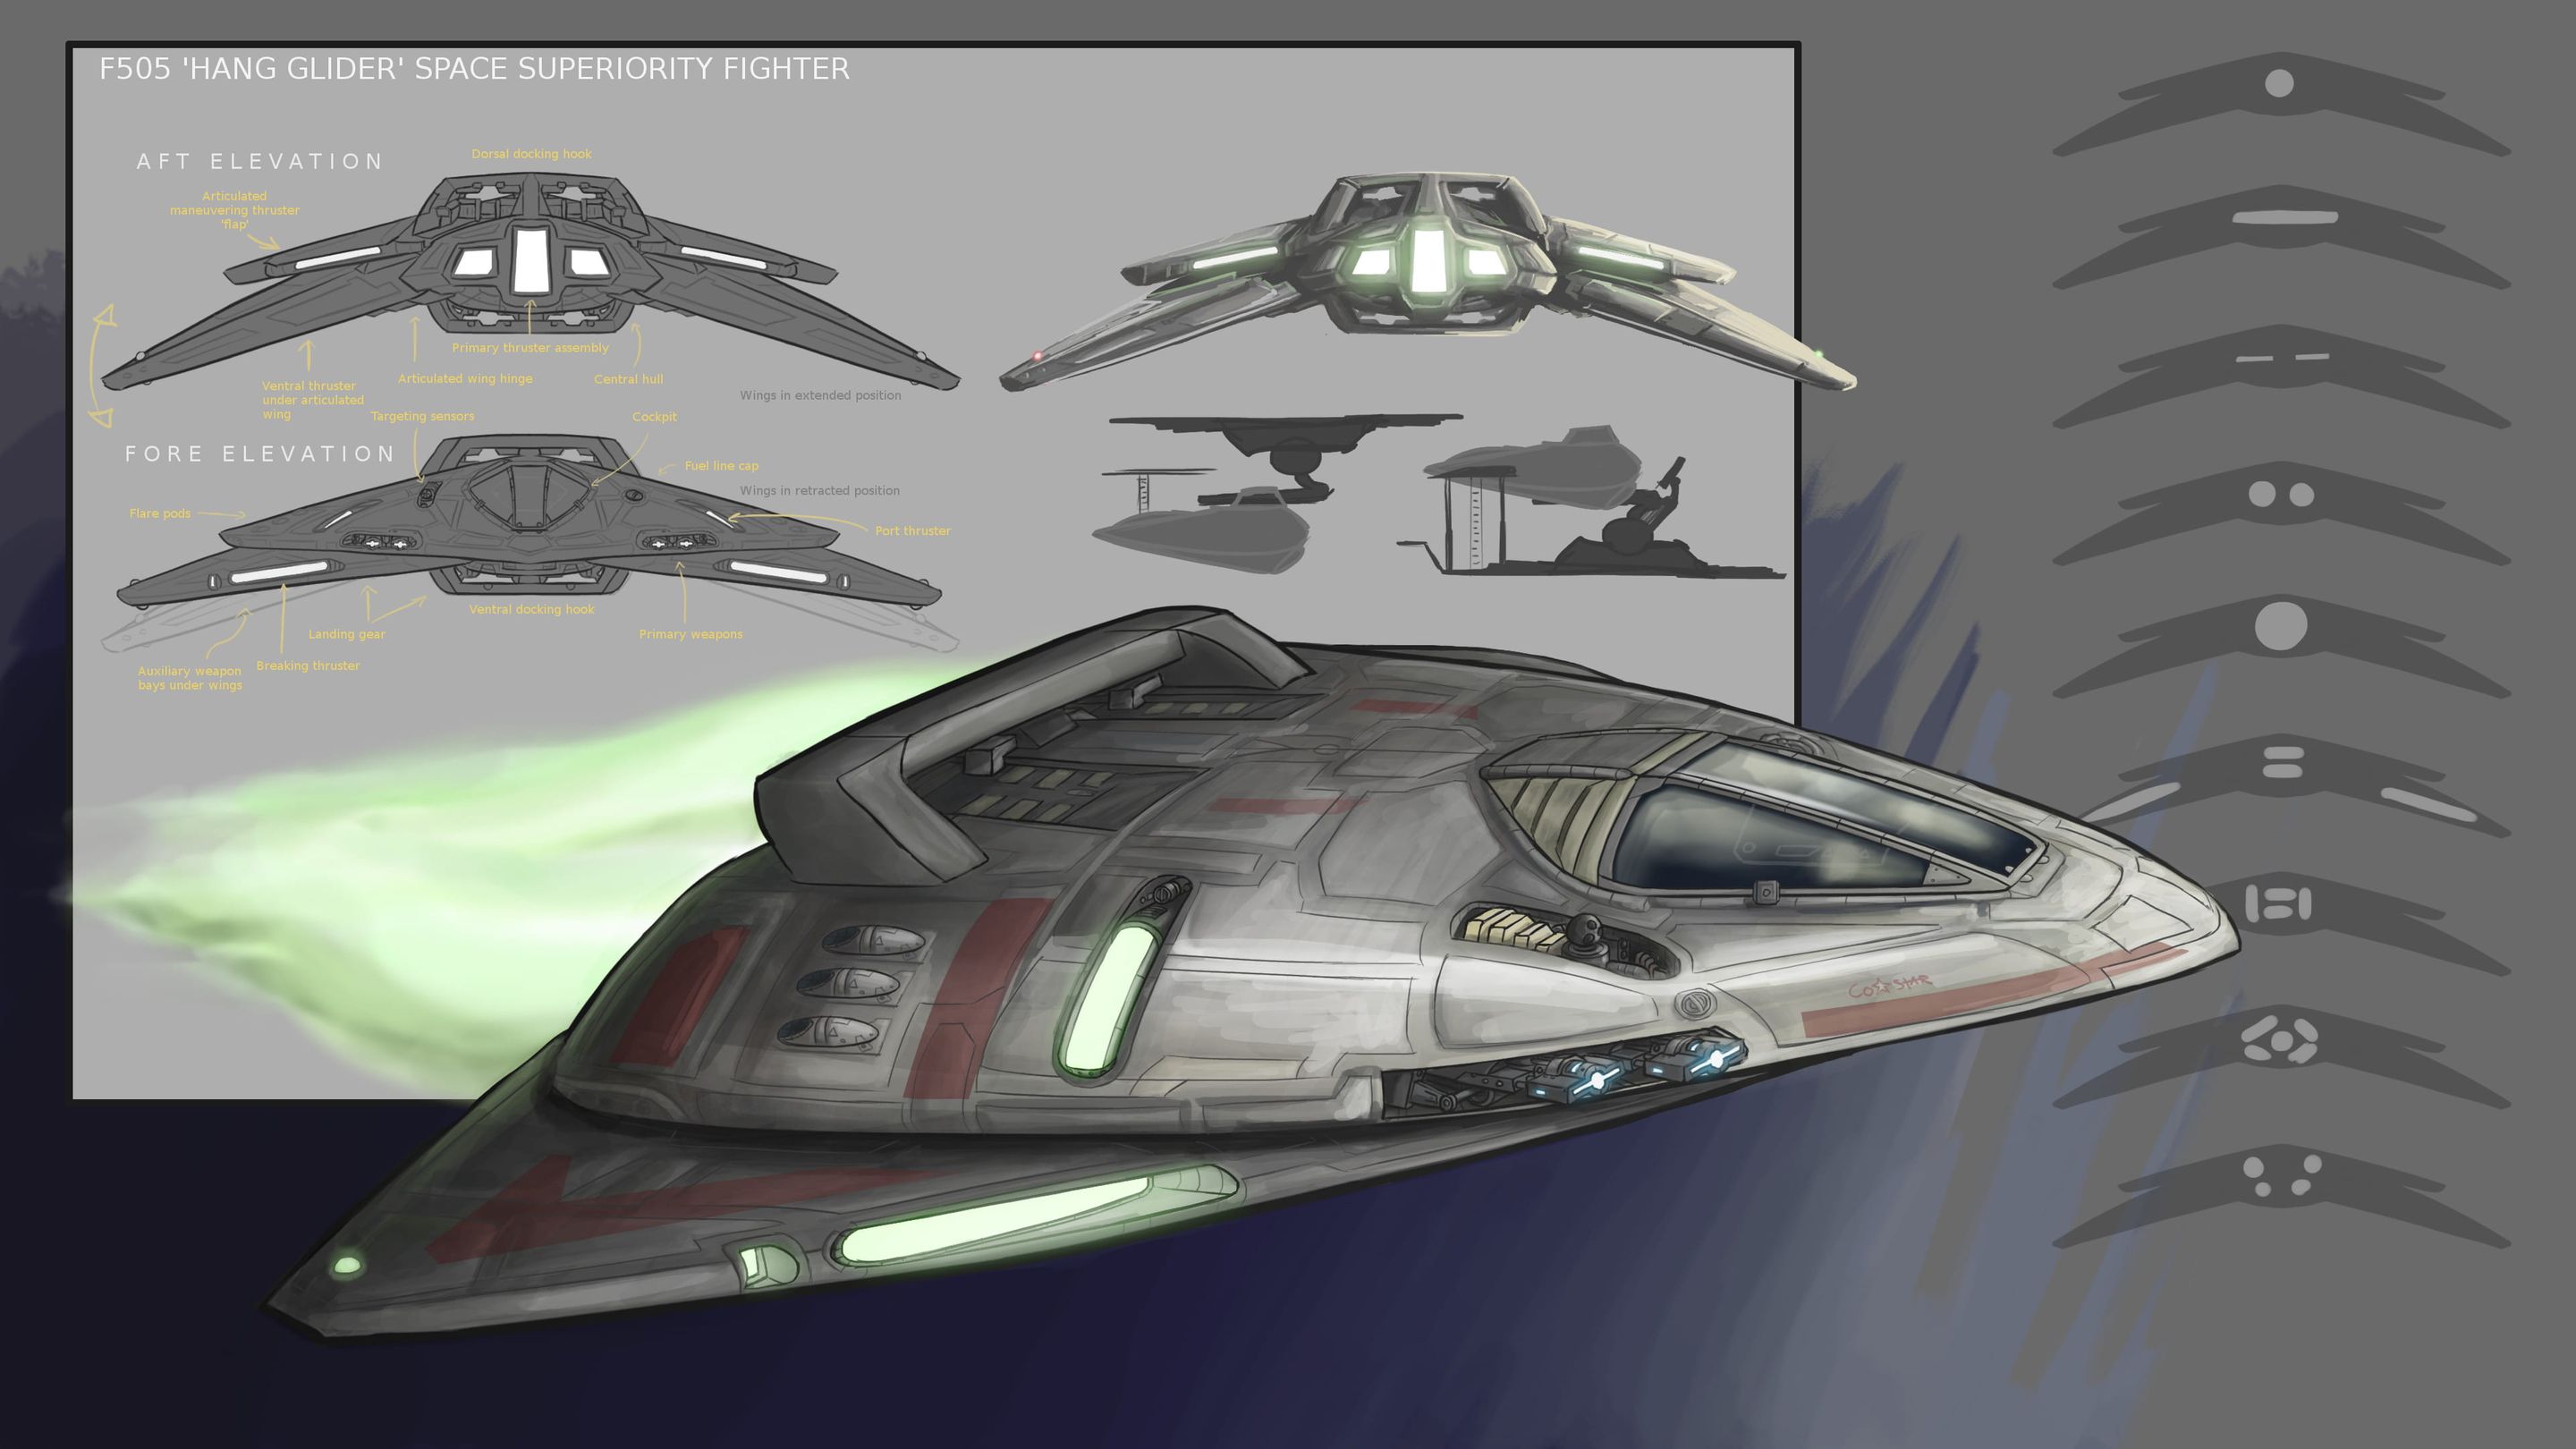 F505 'HANG GLIDER' SPACE SUPERIORITY FIGHTER
AFT ELEVATION
Dorsal docking hook
Articulated
maneuvering thruster
'flap'
Primary thruster assembly
Articulated wing hinge
Central hull
Ventral thruster
under articulated
wing
Wings in extended position
Targeting sensors
Cockpit
FORE ELEVATION
Fuel line cap
Wings in retracted position
Flare pods
Port thruster
Ventral docking hook
Landing gear
Primary weapons
Auxiliary weapon
bays under wings
Breaking thruster